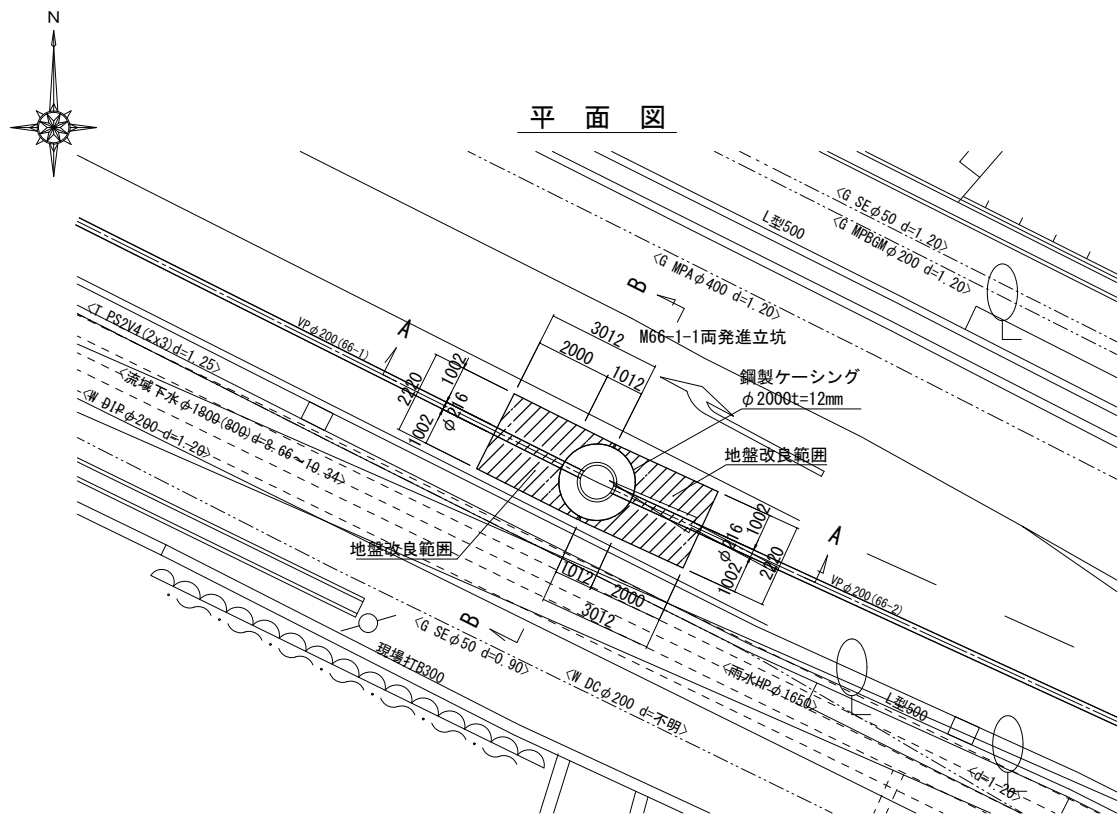 N
平面図
<G SEφ50 d=1.20>
L型500
<G MPBGMφ200 d=1.20>
<G MPAφ400 d=1.20>
B
M66-1-1両発進立坑
3012
2000
1012
鋼製ケーシング
φ2000t=12mm
地盤改良範囲
VPφ200(66-1)
A
<T PS2V4(2x3)d=1.25>
<流域下水φ1800(800)d=8.66~10.34>
<W DIPφ200 d=1.20>
1002
2220
φ216
1002
地盤改良範囲
1002
φ216
2220
1002
A
VPφ200(66-2)
1012
2000
3012
B
<G SEφ50 d=0.90>
現場打B300
<W DCφ200 d=不明>
<雨水HPφ1650>
L型500
<d=1.20>